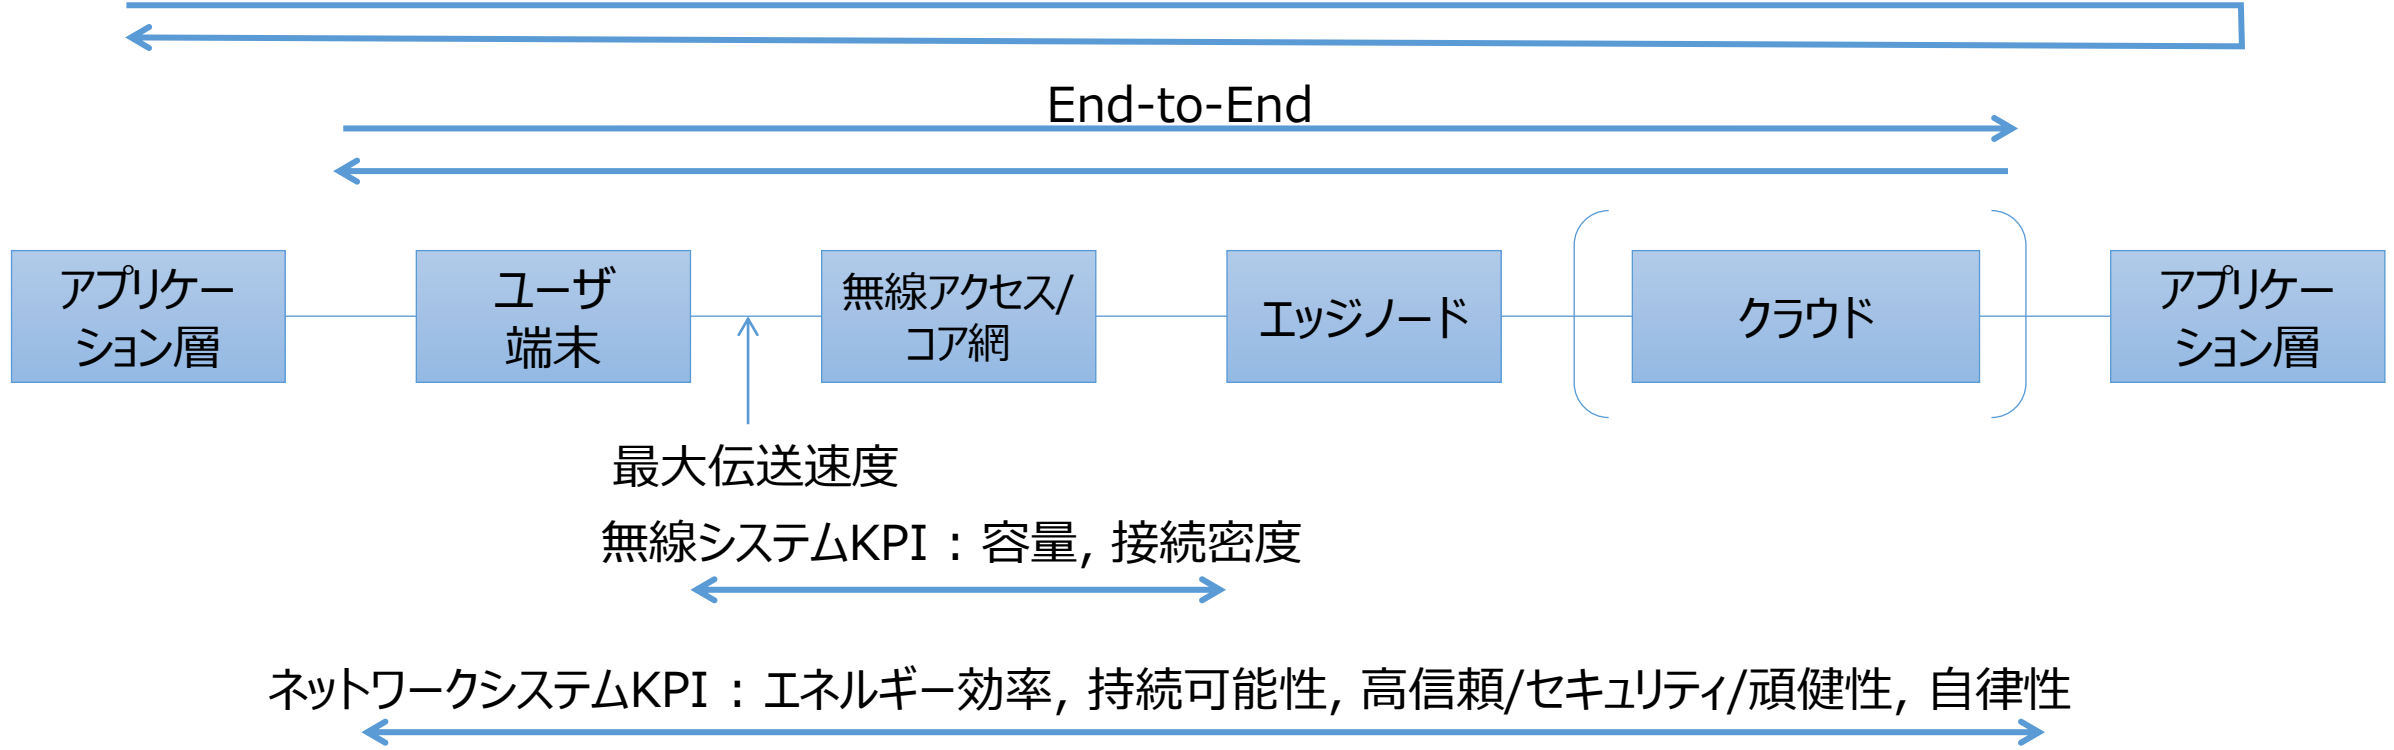 End-to-End
アプリケー
ション層
ユーザ
端末
無線アクセス/
コア網
エッジノード
クラウド
アプリケー
ション層
最大伝送速度
無線システムKPI：容量, 接続密度
ネットワークシステムKPI：エネルギー効率, 持続可能性, 高信頼/セキュリティ/頑健性, 自律性